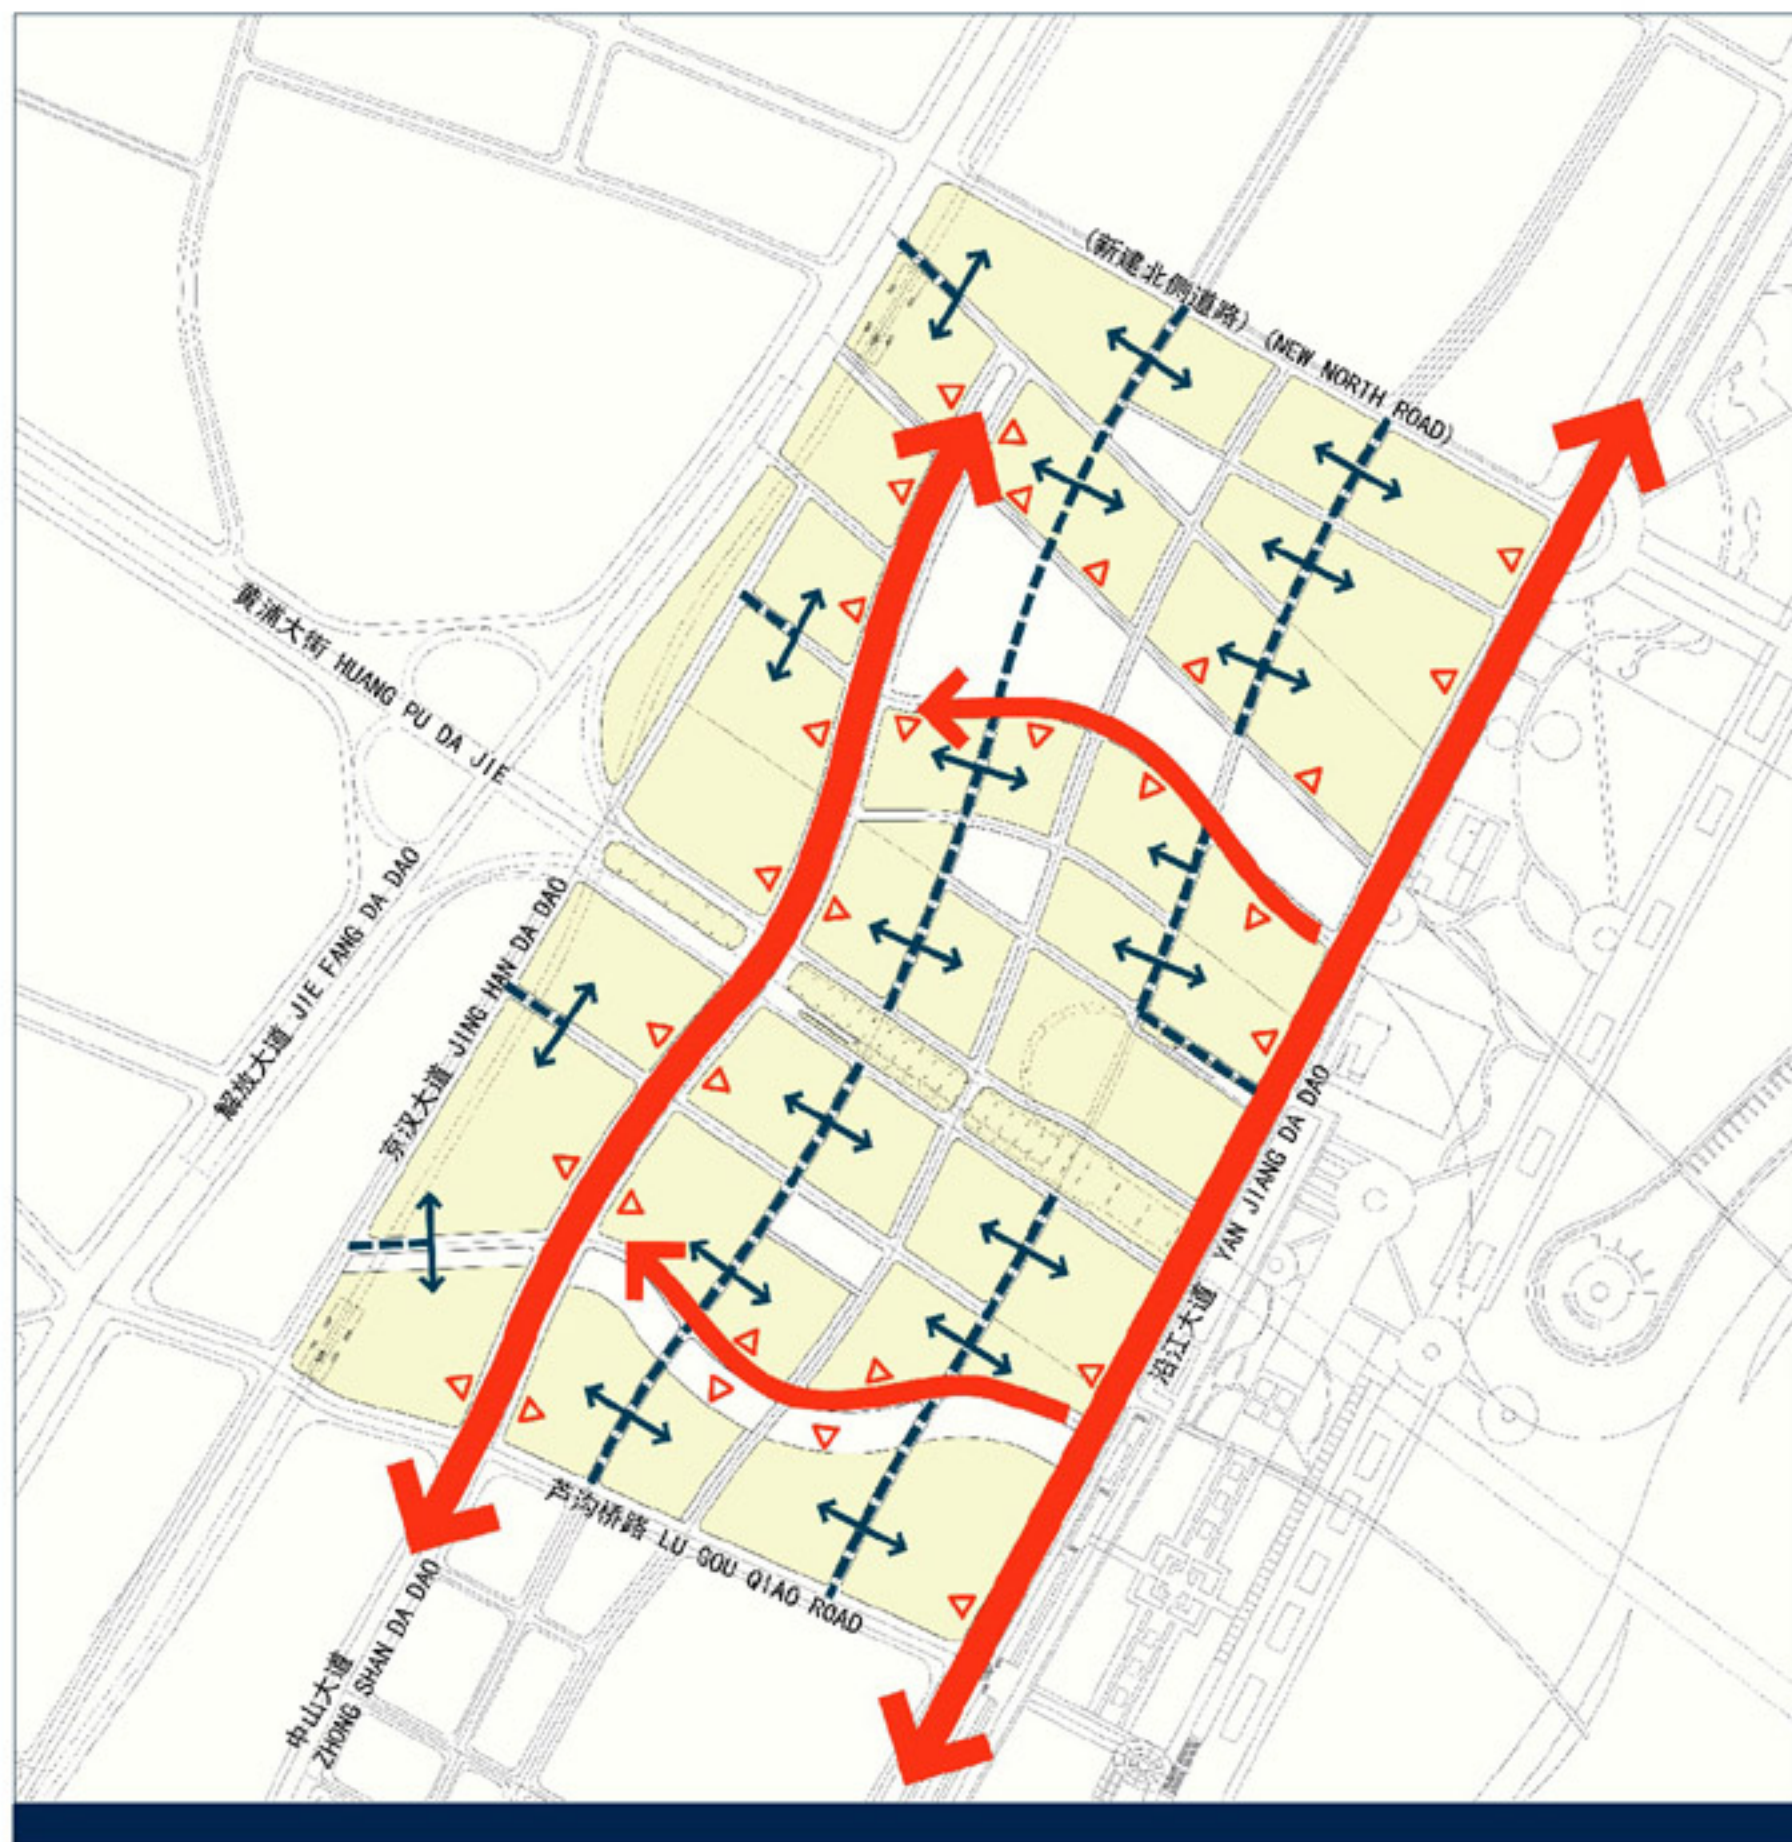 (新建北侧道路) (NEW NORTH ROAD)
黄浦大街 HUANG PU DA JIE
解放大道 JIE FANG DA DAO
京汉大道 JING HAN DA DAO
沿江大道 YAN JIANG DA DAO
芦沟桥路 LU GOU QIAO ROAD
中山大道
ZHONG SHAN DA DAO